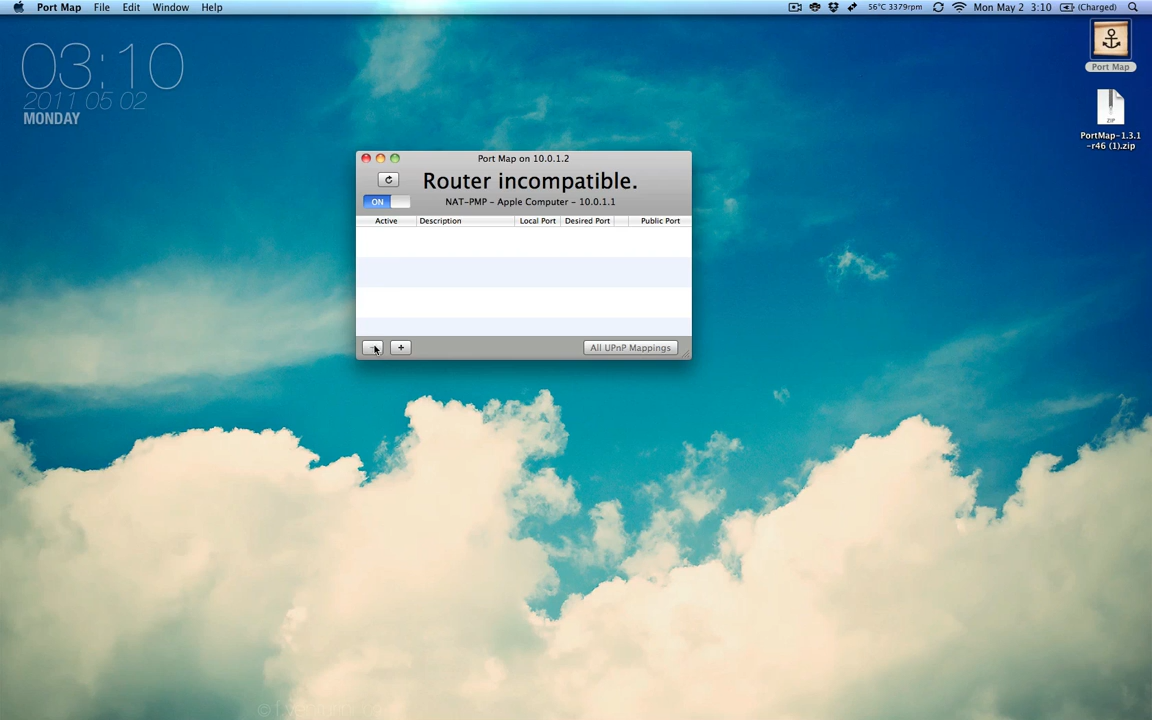 Port Map File Edit Window Help 56°C 3379rpm Mon May 2 3:10 (Charged)
03:10
2011 05 02
MONDAY
Port Map
ZIP
PortMap-1.3.1
-r46 (1).zip
Port Map on 10.0.1.2
Router incompatible.
ON
NAT-PMP – Apple Computer – 10.0.1.1
Active Description Local Port Desired Port Public Port
+ All UPnP Mappings